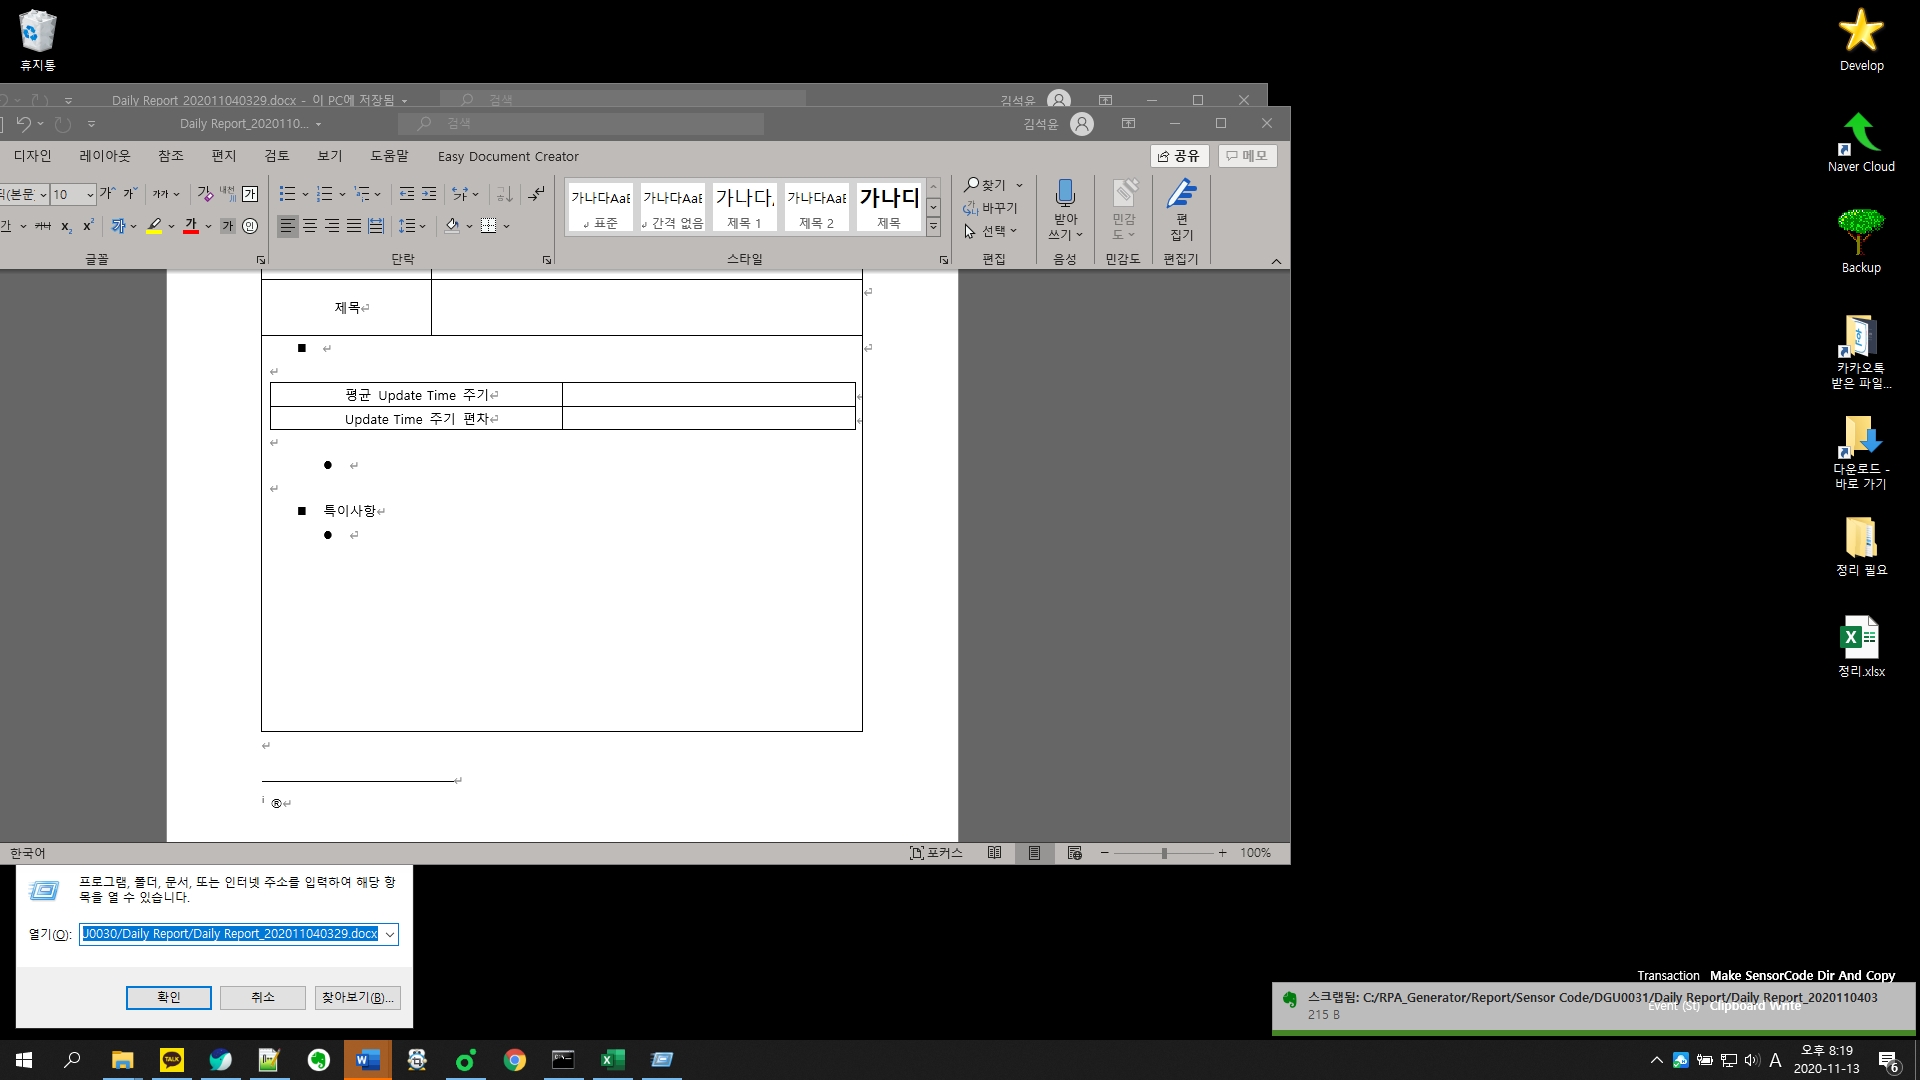 휴지통
Daily Report_202011040329.docx - 이 PC에 저장됨
검색
김석윤
Daily Report_2020110...
검색
김석윤
디자인 레이아웃 참조 편지 검토 보기 도움말 Easy Document Creator
공유 메모
10
가나다AaB 가나다AaB 가나다, 가나다AaB 가나다
표준 간격 없음 제목 1 제목 2 제목
찾기
바꾸기
선택
받아
쓰기
민감
도
편
집기
글꼴 단락 스타일 편집 음성 민감도 편집기
제목
평균 Update Time 주기
Update Time 주기 편차
특이사항
i ®
한국어
포커스
100%
프로그램, 폴더, 문서, 또는 인터넷 주소를 입력하여 해당 항
목을 열 수 있습니다.
열기(O):
U0030/Daily Report/Daily Report_202011040329.docx
확인 취소 찾아보기(B)...
Develop
Naver Cloud
Backup
카카오톡
받은 파일...
다운로드 -
바로 가기
정리 필요
정리.xlsx
Transaction Make SensorCode Dir And Copy
스크랩됨: C:/RPA_Generator/Report/Sensor Code/DGU0031/Daily Report/Daily Report_2020110403
Event (St) Clipboard Write
215 B
TALK
A
오후 8:19
2020-11-13
6